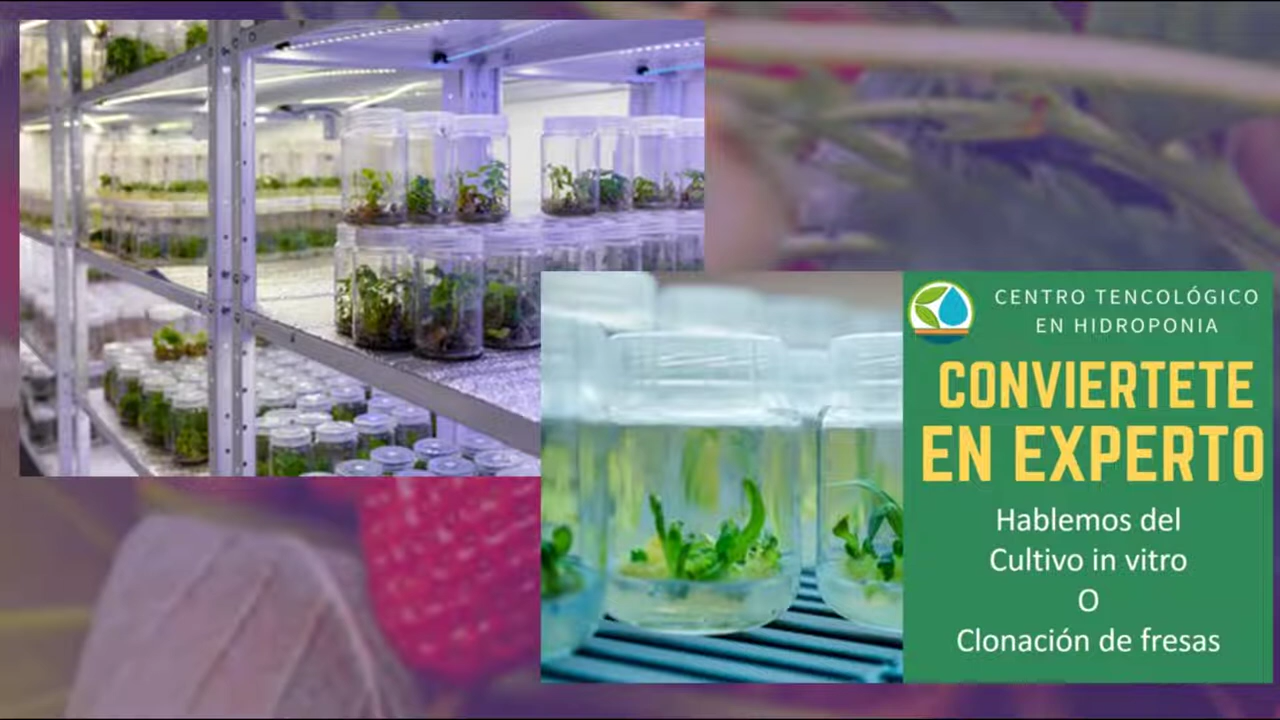 CENTRO TENCOLÓGICO
EN HIDROPONIA
CONVIERTETE
EN EXPERTO
Hablemos del
Cultivo in vitro
O
Clonación de fresas